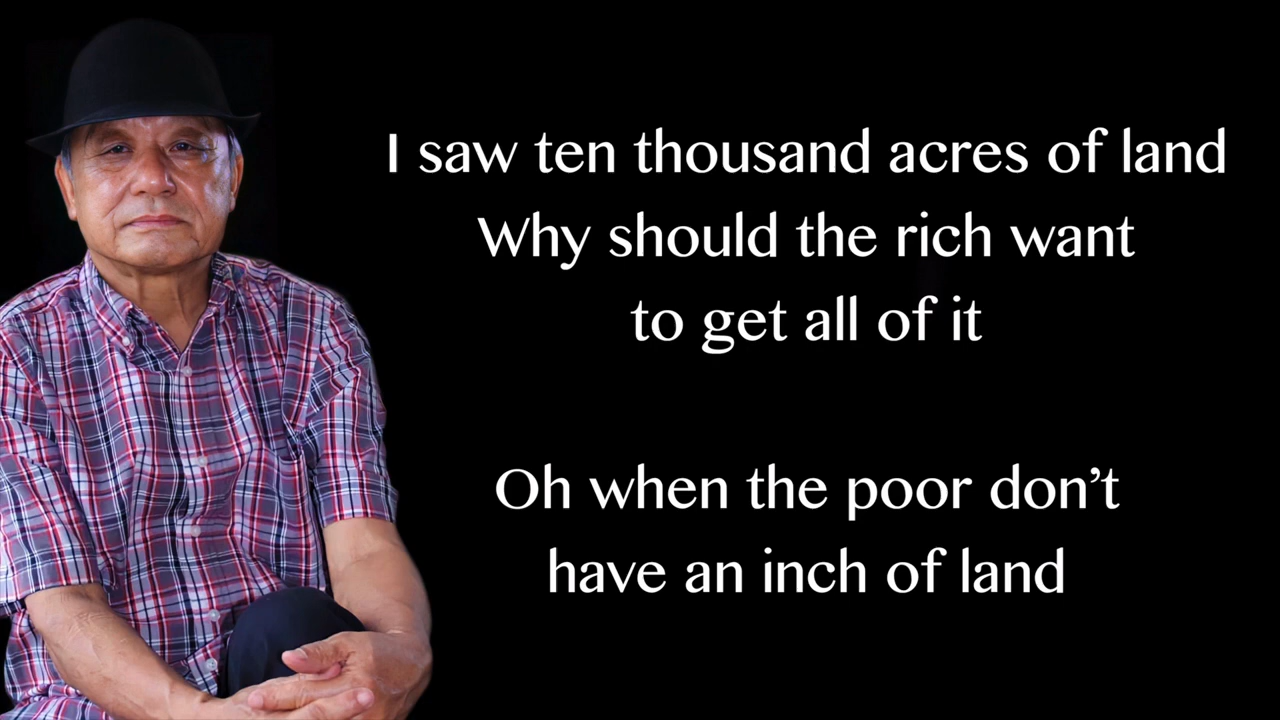 I saw ten thousand acres of land
Why should the rich want
to get all of it
Oh when the poor don’t
have an inch of land